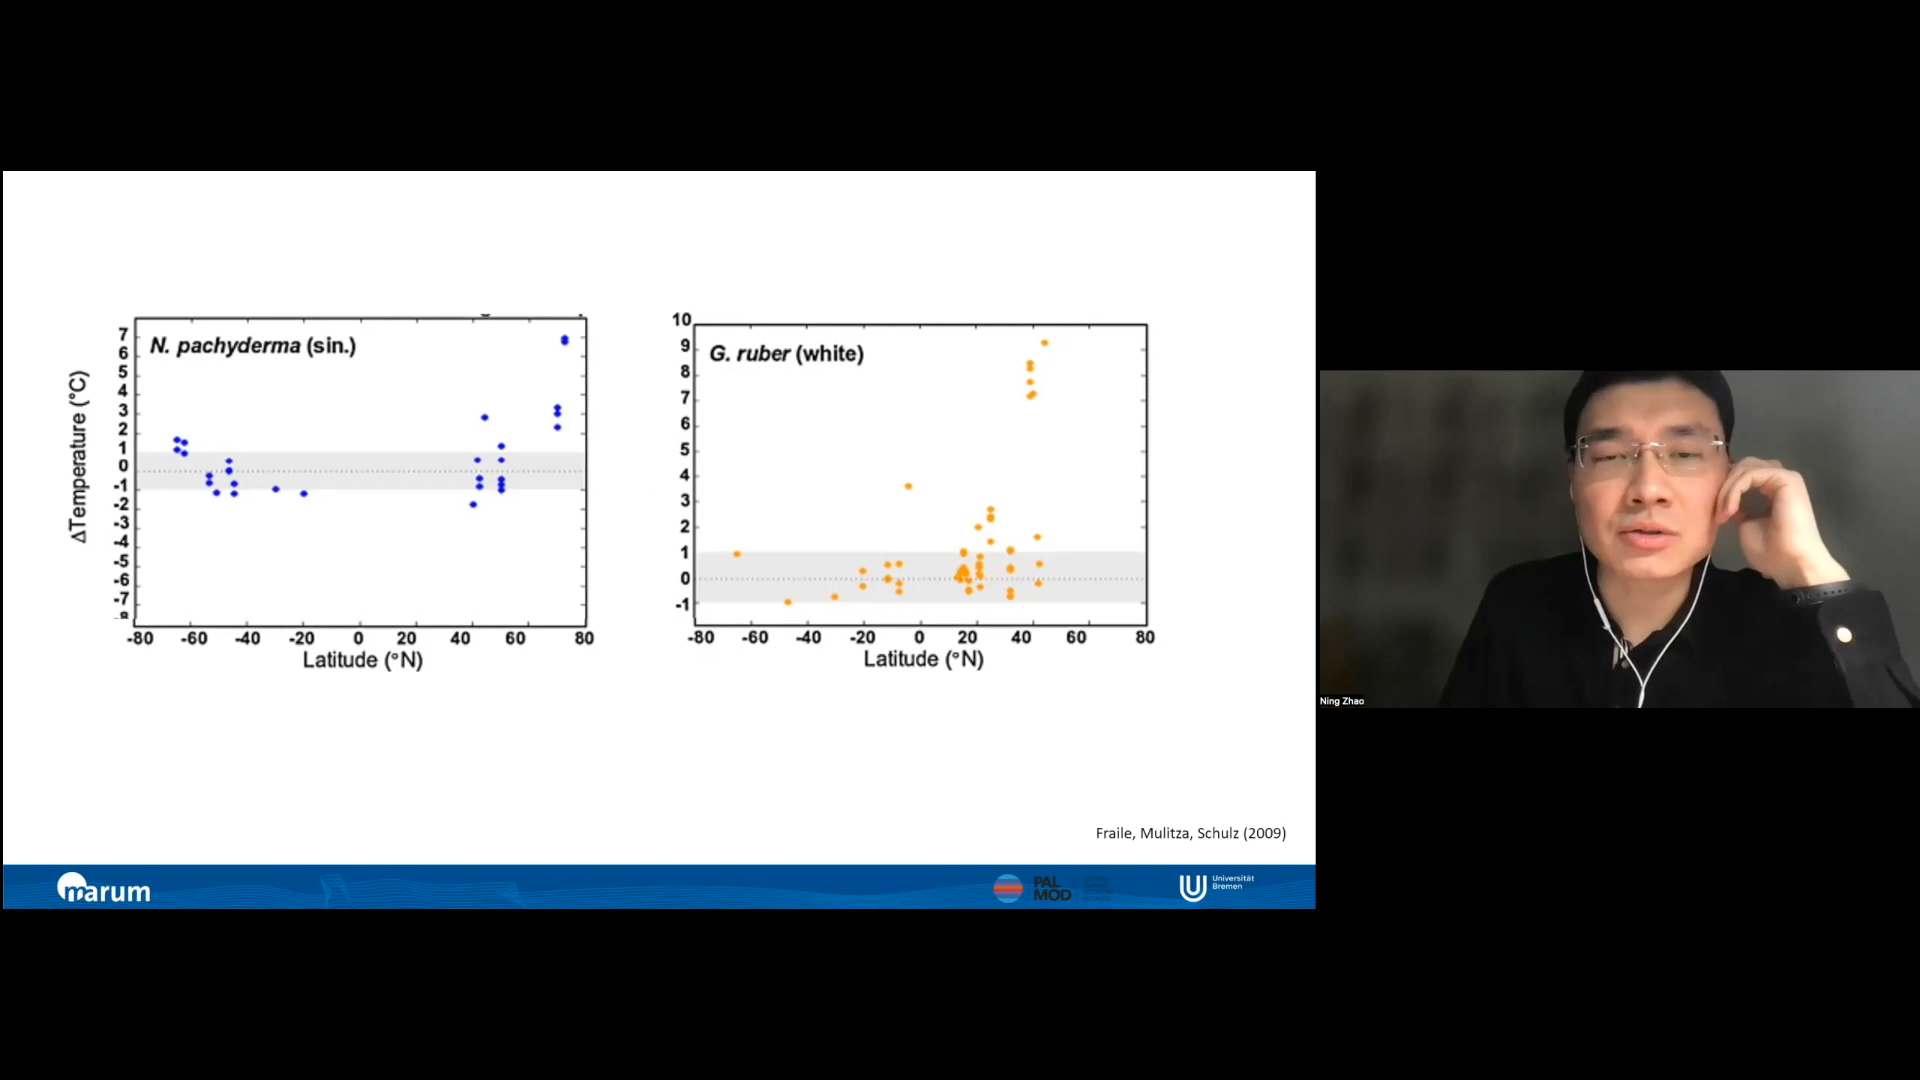 N. pachyderma (sin.)
ΔTemperature (°C)
7
6
5
4
3
2
1
0
-1
-2
-3
-4
-5
-6
-7
-80 -60 -40 -20 0 20 40 60 80
Latitude (°N)
G. ruber (white)
10
9
8
7
6
5
4
3
2
1
0
-1
-80 -60 -40 -20 0 20 40 60 80
Latitude (°N)
Fraile, Mulitza, Schulz (2009)
marum
PAL
MOD
Universität
Bremen
Ning Zhao